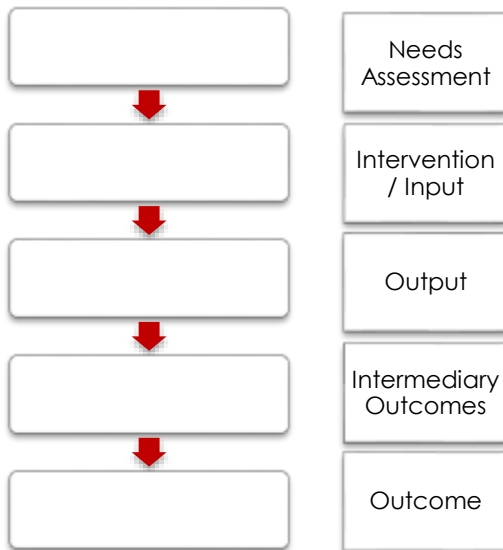 Needs
Assessment
Intervention
/ Input
Output
Intermediary
Outcomes
Outcome